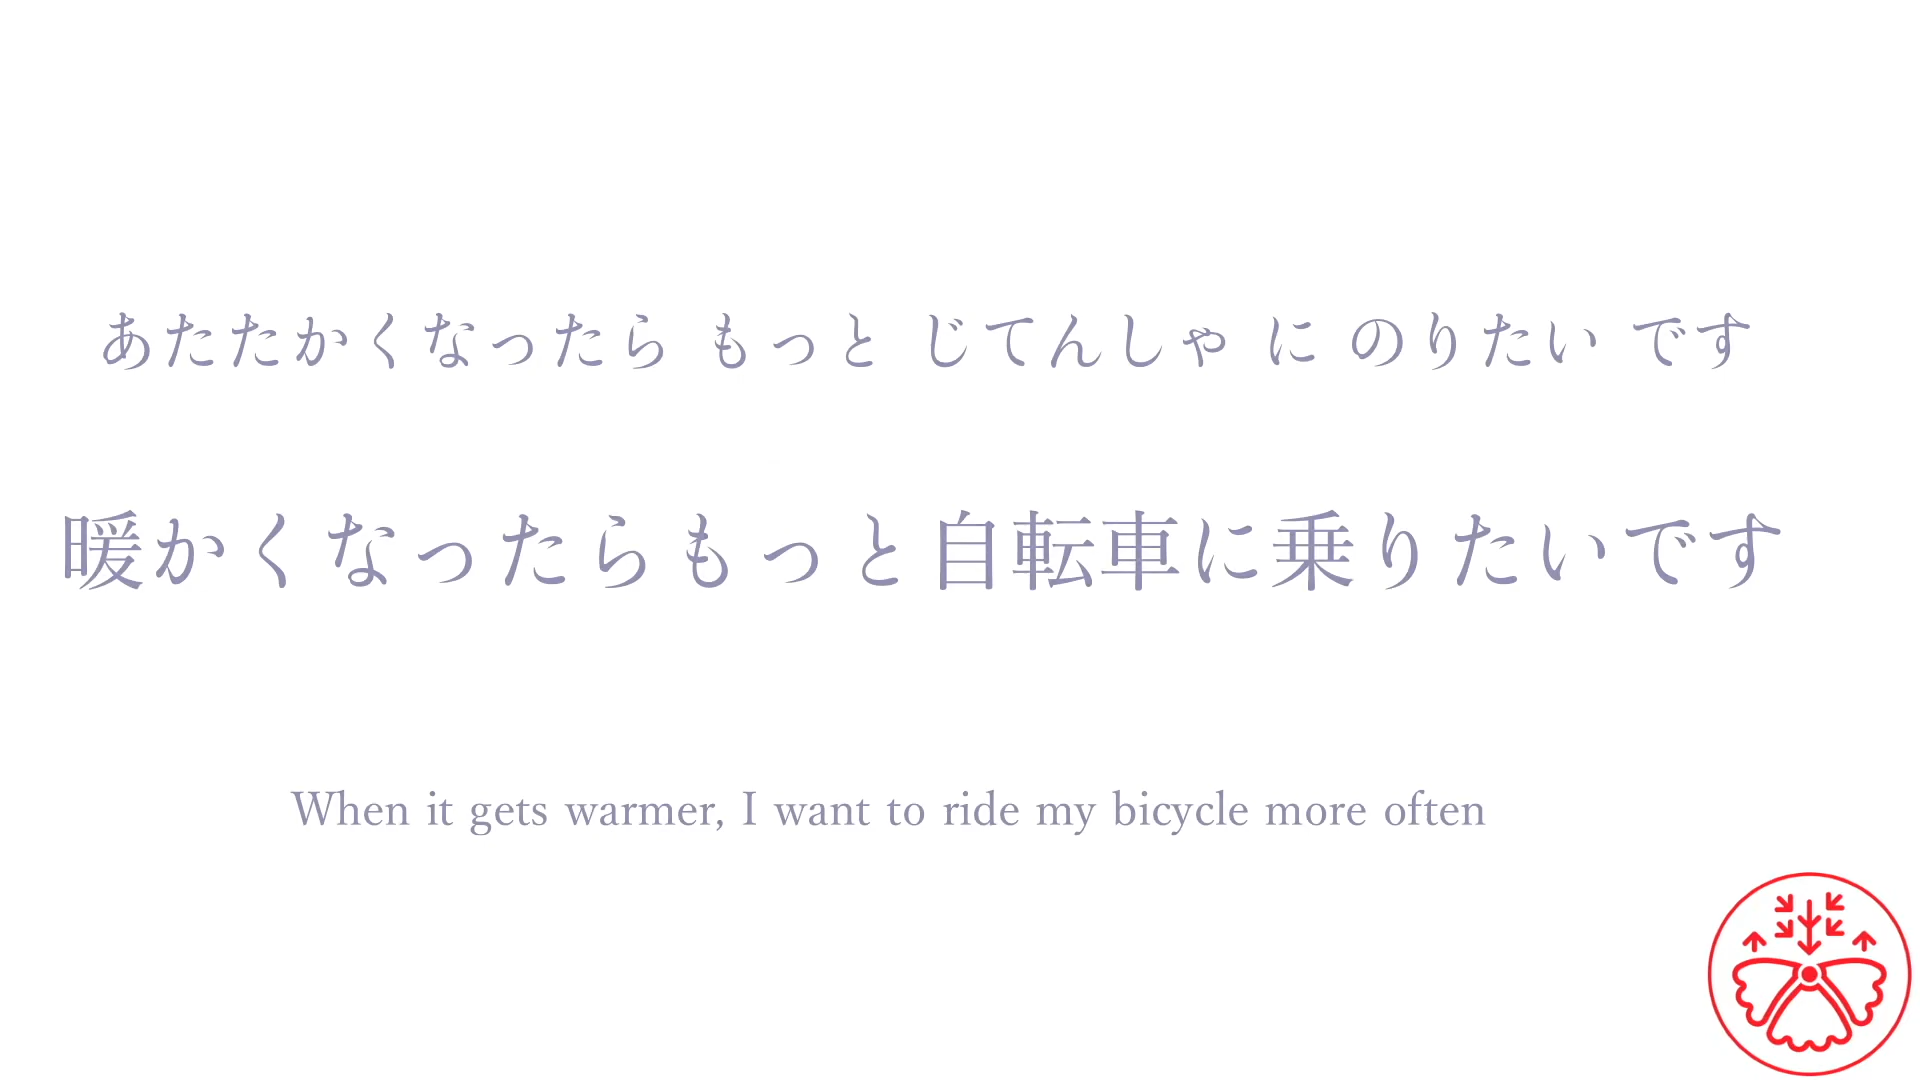 あたたかくなったら もっと じてんしゃ に のりたい です
暖かくなったらもっと自転車に乗りたいです
When it gets warmer, I want to ride my bicycle more often